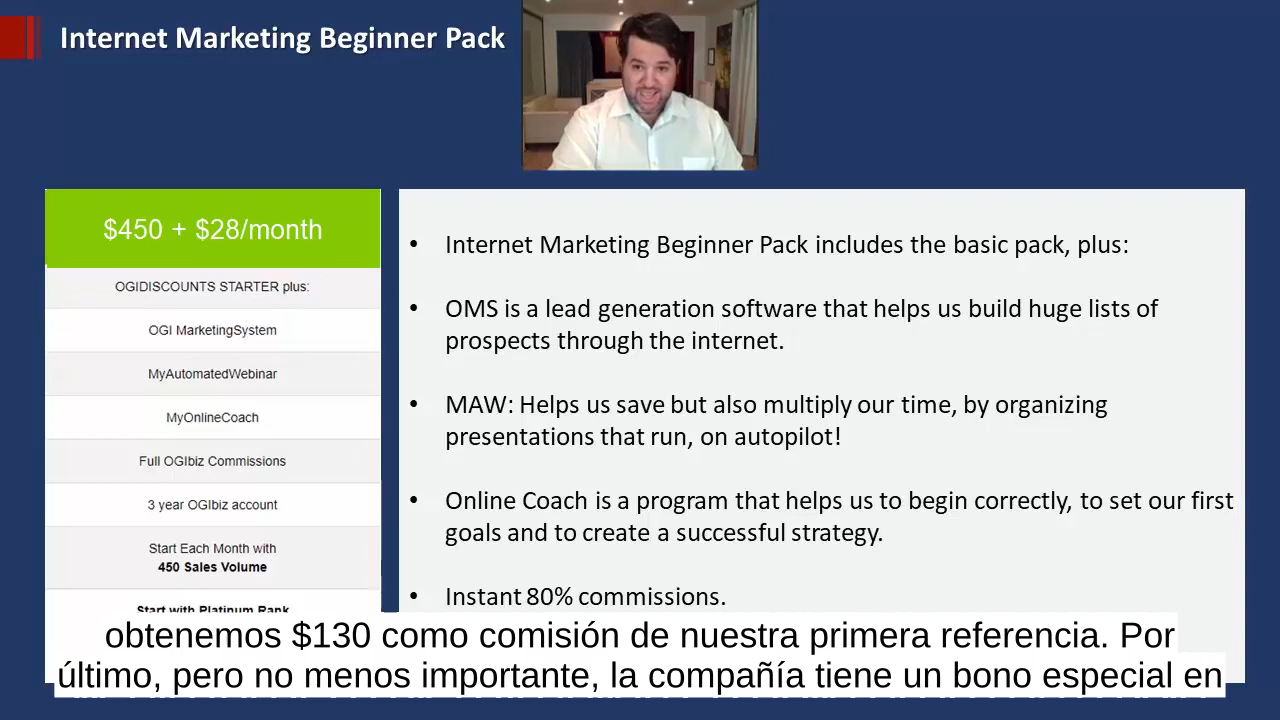 Internet Marketing Beginner Pack
$450 + $28/month
OGIDISCOUNTS STARTER plus:
OGI MarketingSystem
MyAutomatedWebinar
MyOnlineCoach
Full OGIbiz Commissions
3 year OGIbiz account
Start Each Month with
450 Sales Volume
Start with Platinum Rank
• Internet Marketing Beginner Pack includes the basic pack, plus:
• OMS is a lead generation software that helps us build huge lists of
prospects through the internet.
• MAW: Helps us save but also multiply our time, by organizing
presentations that run, on autopilot!
• Online Coach is a program that helps us to begin correctly, to set our first
goals and to create a successful strategy.
• Instant 80% commissions.
obtenemos $130 como comisión de nuestra primera referencia. Por
último, pero no menos importante, la compañía tiene un bono especial en